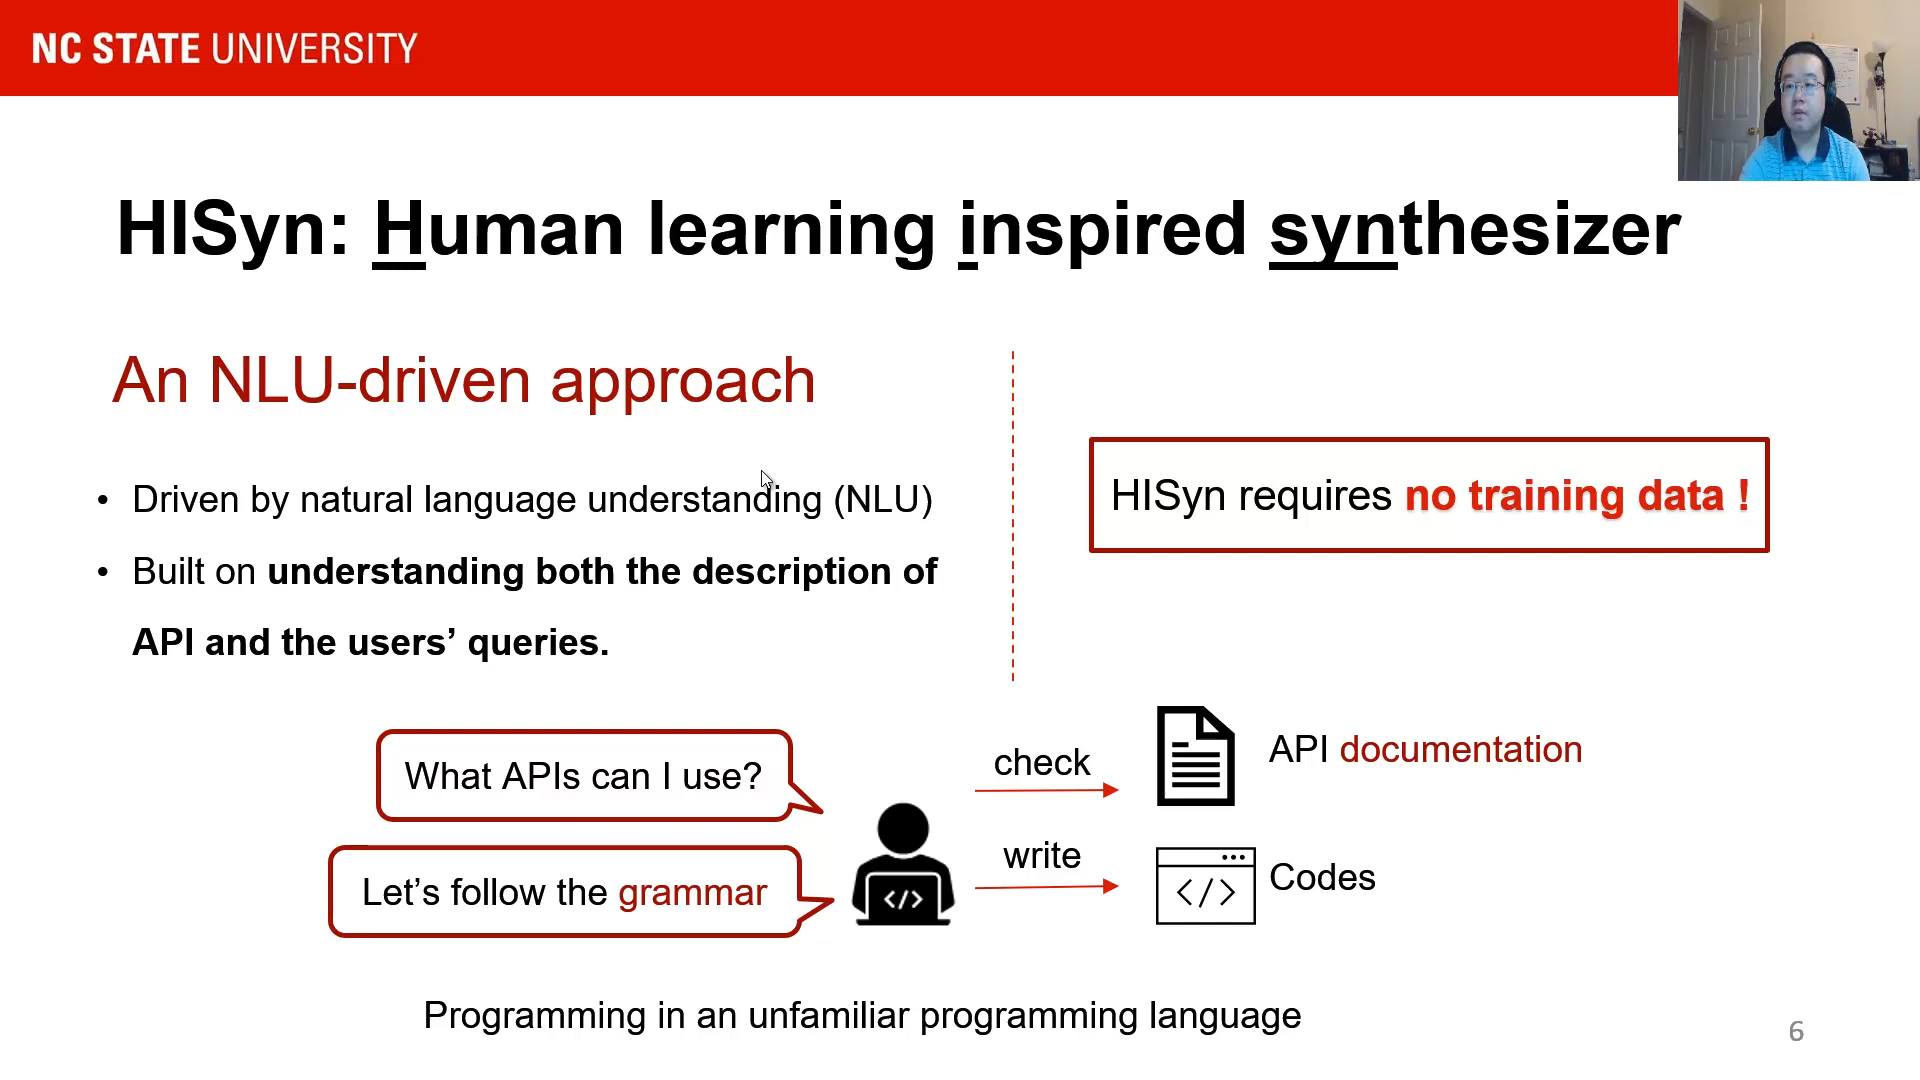 NC STATE UNIVERSITY
HISyn: Human learning inspired synthesizer
An NLU-driven approach
• Driven by natural language understanding (NLU)
• Built on understanding both the description of
API and the users’ queries.
HISyn requires no training data !
What APIs can I use?
Let’s follow the grammar
check
write
API documentation
</>
</>
Codes
Programming in an unfamiliar programming language
6